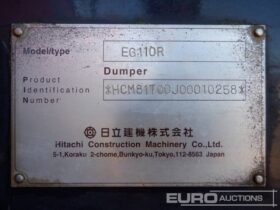 Model/type EG110R
Dumper
Product
Identification *HCM81T00J00010258*
Number
日立建機株式会社
Hitachi Construction Machinery Co.,Ltd.
5-1,Koraku 2-chome,Bunkyo-ku,Tokyo,112-8563 Japan
EURO AUCTIONS